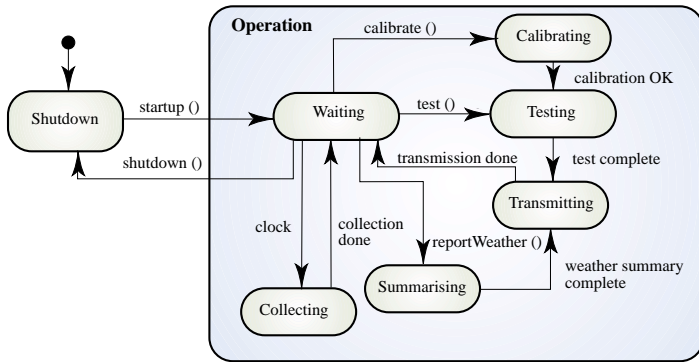 Operation
calibrate ()
Calibrating
calibration OK
Shutdown
startup ()
Waiting
test ()
Testing
shutdown ()
transmission done
test complete
Transmitting
clock
collection
done
reportWeather ()
weather summary
complete
Collecting
Summarising